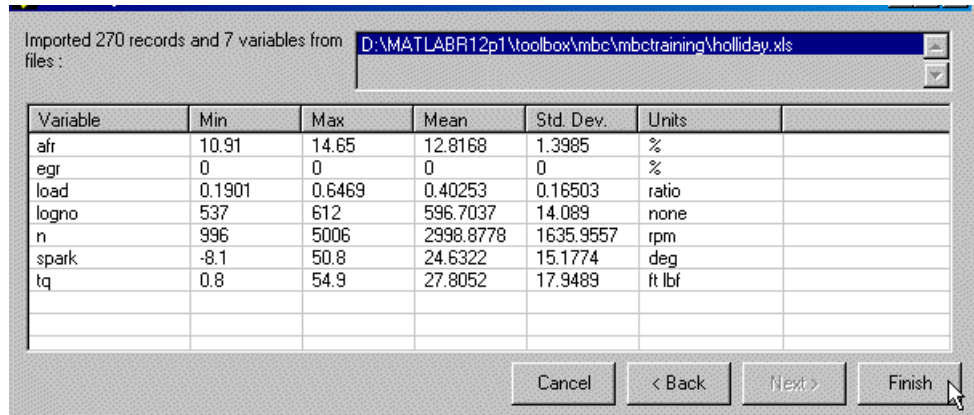 Imported 270 records and 7 variables from
files :
D:\MATLABR12p1\toolbox\mbc\mbctraining\holliday.xls
Variable Min Max Mean Std. Dev. Units
afr 10.91 14.65 12.8168 1.3985 %
egr 0 0 0 0 %
load 0.1901 0.6469 0.40253 0.16503 ratio
logno 537 612 596.7037 14.089 none
n 996 5006 2998.8778 1635.9557 rpm
spark -8.1 50.8 24.6322 15.1774 deg
tq 0.8 54.9 27.8052 17.9489 ft lbf
Cancel < Back Next > Finish